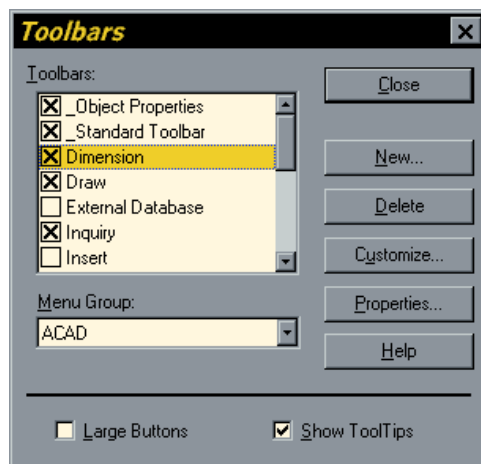 Toolbars
Toolbars:
_Object Properties
_Standard Toolbar
Dimension
Draw
External Database
Inquiry
Insert
Menu Group:
ACAD
Close
New...
Delete
Customize...
Properties...
Help
Large Buttons
Show ToolTips